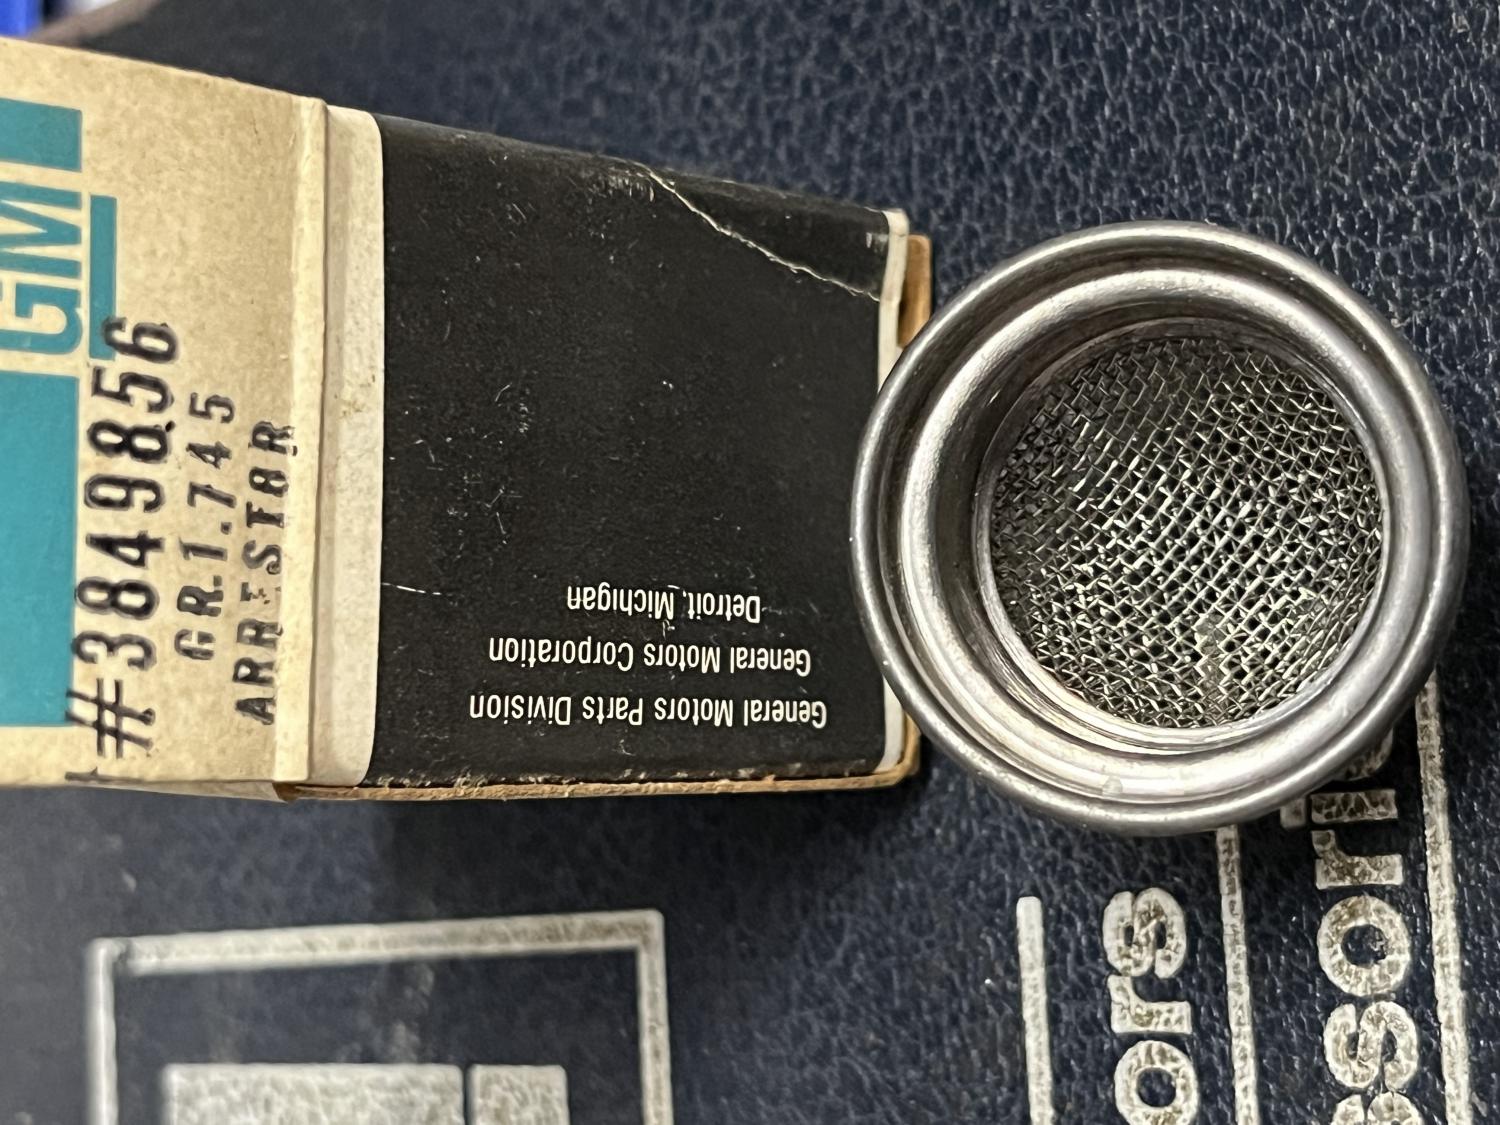 GM
#3849856
GR.1.745
ARRESTOR
General Motors Parts Division
General Motors Corporation
Detroit, Michigan